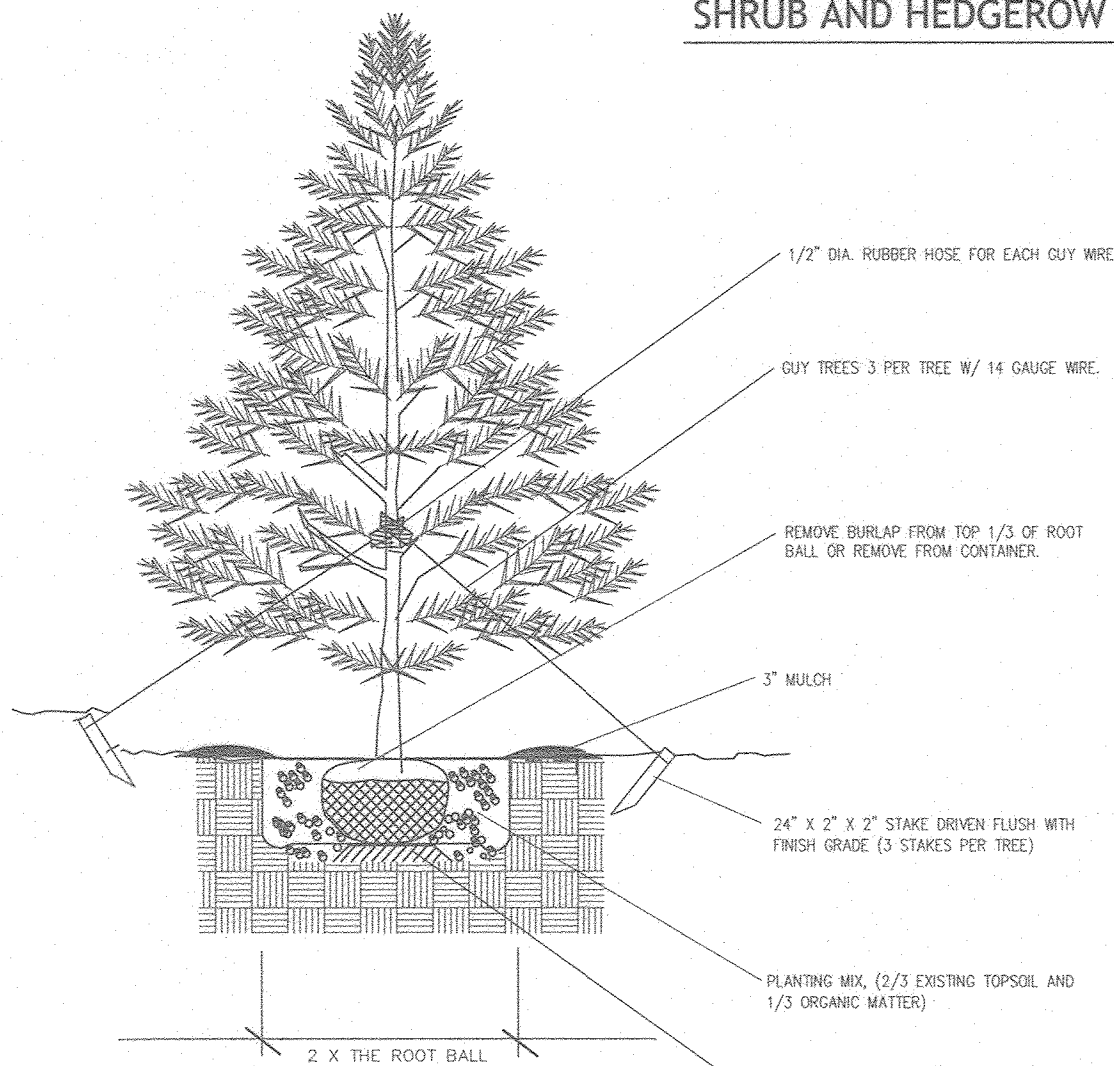 SHRUB AND HEDGEROW
1/2" DIA. RUBBER HOSE FOR EACH GUY WIRE
GUY TREES 3 PER TREE W/ 14 GAUGE WIRE.
REMOVE BURLAP FROM TOP 1/3 OF ROOT
BALL OR REMOVE FROM CONTAINER.
3" MULCH
24" X 2" X 2" STAKE DRIVEN FLUSH WITH
FINISH GRADE (3 STAKES PER TREE)
PLANTING MIX, (2/3 EXISTING TOPSOIL AND
1/3 ORGANIC MATTER)
2 X THE ROOT BALL